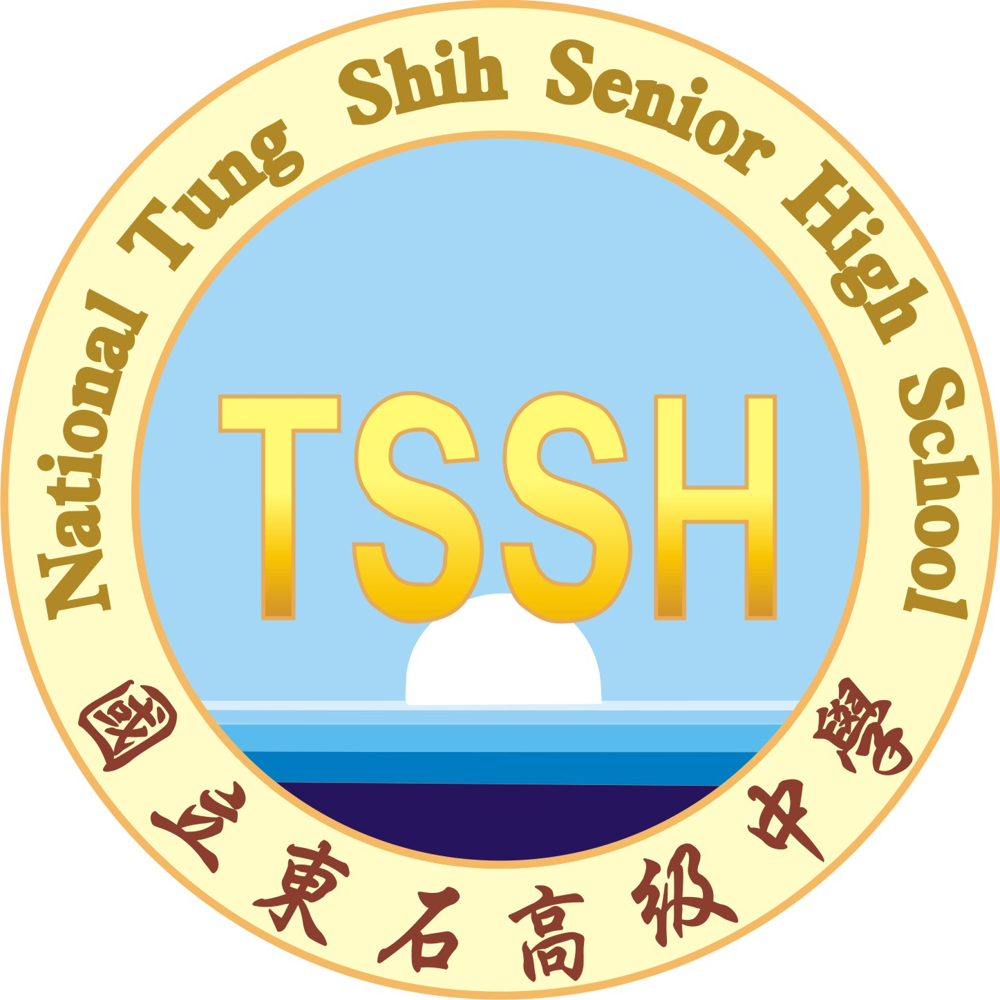 National Tung Shih Senior High School
TSSH
國立東石高級中學